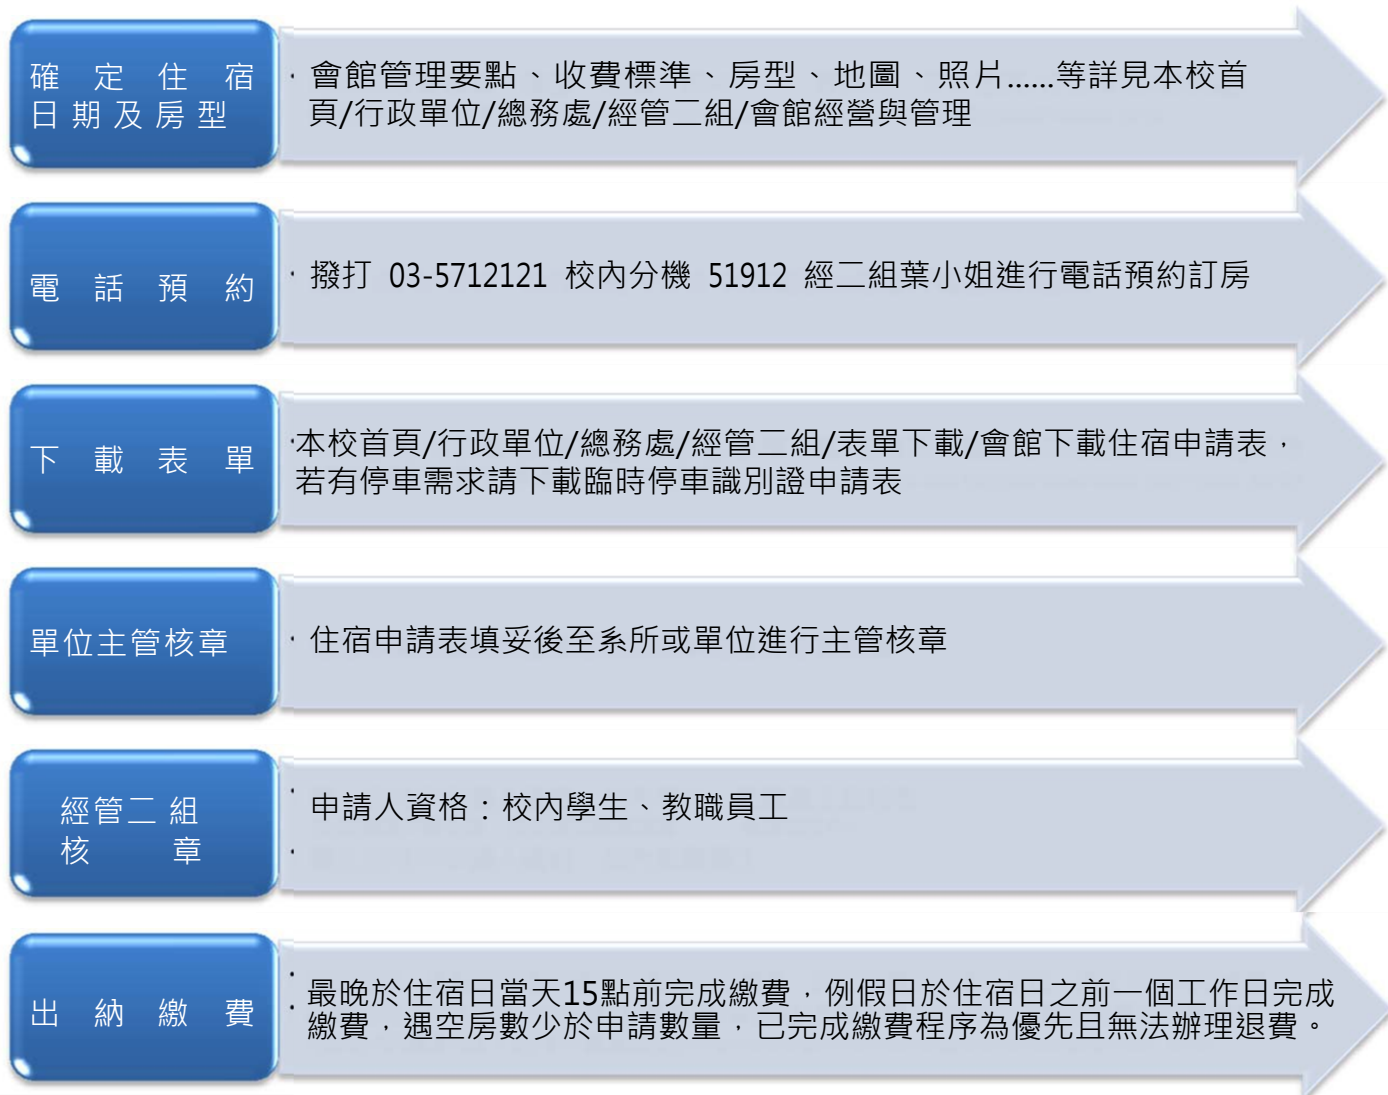 確定住宿
日期及房型
· 會館管理要點、收費標準、房型、地圖、照片......等詳見本校首
頁/行政單位/總務處/經管二組/會館經營與管理
電話預約
· 撥打 03-5712121 校內分機 51912 經二組葉小姐進行電話預約訂房
下載表單
·本校首頁/行政單位/總務處/經管二組/表單下載/會館下載住宿申請表，
若有停車需求請下載臨時停車識別證申請表
單位主管核章
· 住宿申請表填妥後至系所或單位進行主管核章
經管二組
核章
· 申請人資格：校內學生、教職員工
·
出納繳費
·
· 最晚於住宿日當天15點前完成繳費，例假日於住宿日之前一個工作日完成
繳費，遇空房數少於申請數量，已完成繳費程序為優先且無法辦理退費。